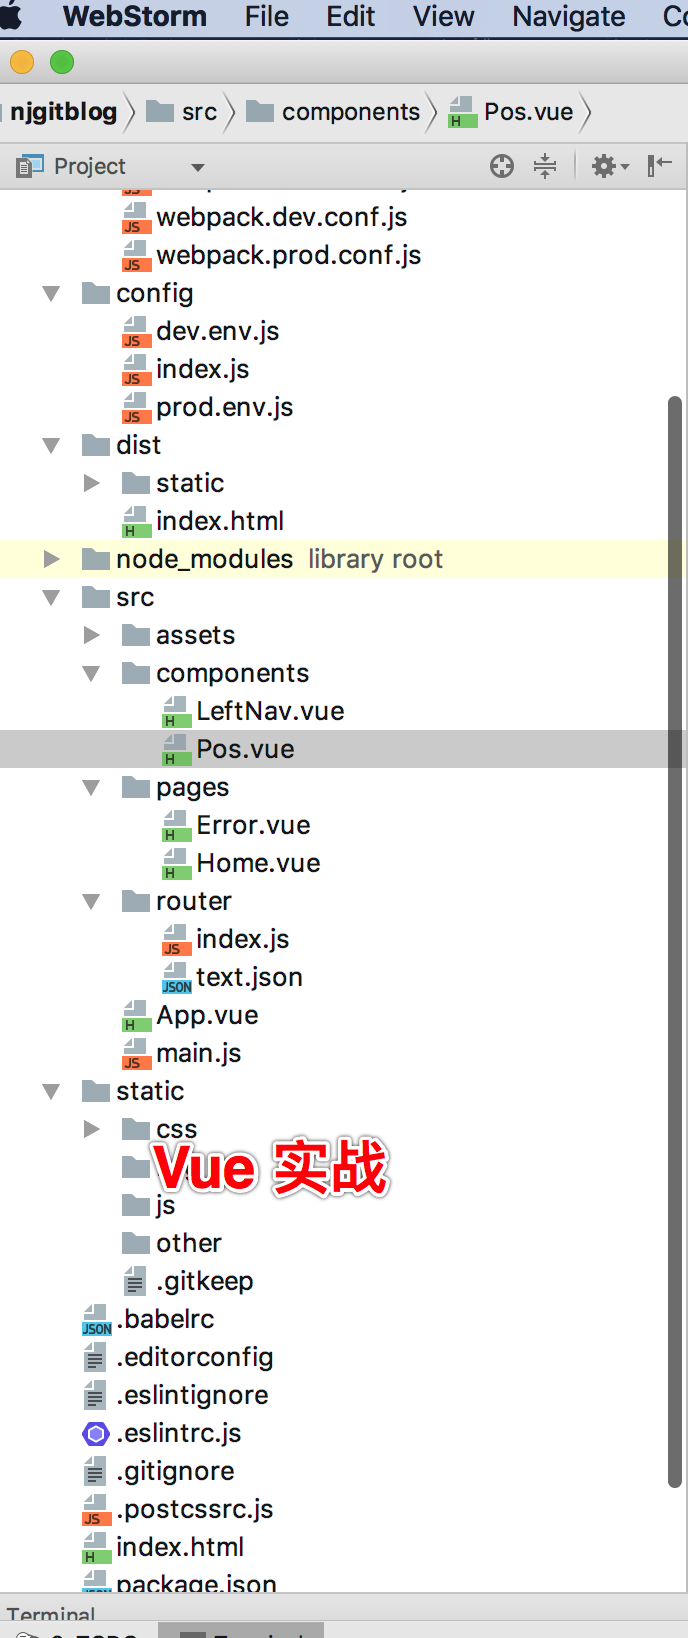 WebStorm File Edit View Navigate
njgitblog src components Pos.vue
Project
webpack.dev.conf.js
webpack.prod.conf.js
config
dev.env.js
index.js
prod.env.js
dist
static
index.html
node_modules library root
src
assets
components
LeftNav.vue
Pos.vue
pages
Error.vue
Home.vue
router
index.js
text.json
App.vue
main.js
static
css
Vue 实战
js
other
.gitkeep
.babelrc
.editorconfig
.eslintignore
.eslintrc.js
.gitignore
.postcssrc.js
index.html
package.json
Terminal